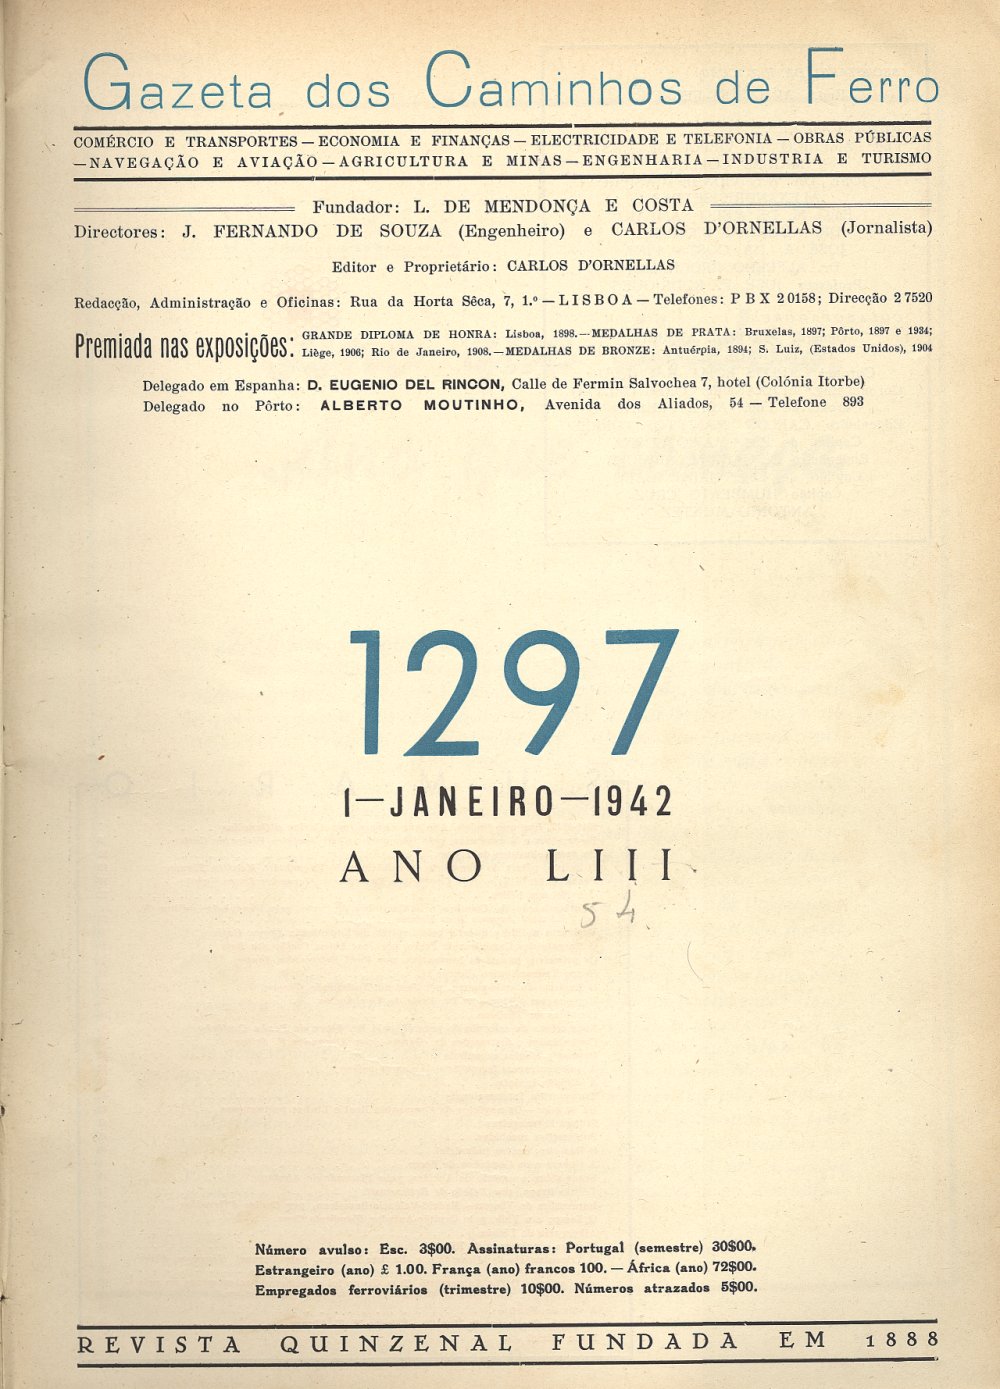 Gazeta dos Caminhos de Ferro
COMÉRCIO E TRANSPORTES — ECONOMIA E FINANÇAS — ELECTRICIDADE E TELEFONIA — OBRAS PÚBLICAS
— NAVEGAÇÃO E AVIAÇÃO — AGRICULTURA E MINAS — ENGENHARIA — INDUSTRIA E TURISMO
Fundador: L. DE MENDONÇA E COSTA
Directores: J. FERNANDO DE SOUZA (Engenheiro) e CARLOS D'ORNELLAS (Jornalista)
Editor e Proprietário: CARLOS D'ORNELLAS
Redacção, Administração e Oficinas: Rua da Horta Sêca, 7, 1.º — LISBOA — Telefones: PBX 20158; Direcção 27520
Premiada nas exposições:
GRANDE DIPLOMA DE HONRA: Lisboa, 1898. — MEDALHAS DE PRATA: Bruxelas, 1897; Pôrto, 1897 e 1934;
Liège, 1906; Rio de Janeiro, 1908. — MEDALHAS DE BRONZE: Antuérpia, 1894; S. Luiz, (Estados Unidos), 1904
Delegado em Espanha: D. EUGENIO DEL RINCON, Calle de Fermin Salvochea 7, hotel (Colónia Itorbe)
Delegado no Pôrto: ALBERTO MOUTINHO, Avenida dos Aliados, 54 — Telefone 893
1297
1—JANEIRO—1942
ANO LIII
54
Número avulso: Esc. 3$00. Assinaturas: Portugal (semestre) 30$00.
Estrangeiro (ano) £ 1.00. França (ano) francos 100. — África (ano) 72$00.
Empregados ferroviários (trimestre) 10$00. Números atrazados 5$00.
REVISTA QUINZENAL FUNDADA EM 1888